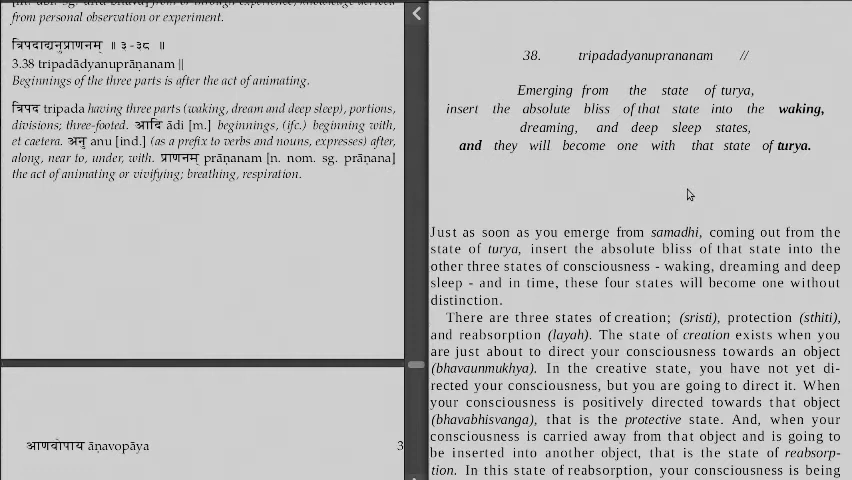 from personal observation or experiment.
त्रिपदाद्यनुप्राणनम् ॥ ३-३८ ॥
3.38 tripadādyanuprāṇanam ||
Beginnings of the three parts is after the act of animating.
त्रिपद tripada having three parts (waking, dream and deep sleep), portions,
divisions; three-footed. आदि ādi [m.] beginnings, (ifc.) beginning with,
et caetera. अनु anu [ind.] (as a prefix to verbs and nouns, expresses) after,
along, near to, under, with. प्राणनम् prāṇanam [n. nom. sg. prāṇana]
the act of animating or vivifying; breathing, respiration.
आणवोपाय āṇavopāya 3
38. tripadadyanuprananam //
Emerging from the state of turya,
insert the absolute bliss of that state into the waking,
dreaming, and deep sleep states,
and they will become one with that state of turya.
Just as soon as you emerge from samadhi, coming out from the
state of turya, insert the absolute bliss of that state into the
other three states of consciousness - waking, dreaming and deep
sleep - and in time, these four states will become one without
distinction.
There are three states of creation; (sristi), protection (sthiti)
and reabsorption (layah). The state of creation exists when you
are just about to direct your consciousness towards an object
(bhavaunmukhya). In the creative state, you have not yet di-
rected your consciousness, but you are going to direct it. When
your consciousness is positively directed towards that object
(bhavabhisvanga), that is the protective state. And, when your
consciousness is carried away from that object and is going to
be inserted into another object, that is the state of reabsorp-
tion. In this state of reabsorption, your consciousness is being